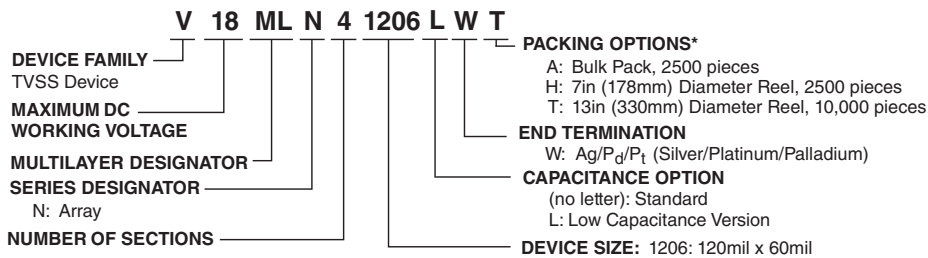 V 18 ML N 4 1206 L W T
DEVICE FAMILY
TVSS Device
MAXIMUM DC
WORKING VOLTAGE
MULTILAYER DESIGNATOR
SERIES DESIGNATOR
N: Array
NUMBER OF SECTIONS
PACKING OPTIONS*
A: Bulk Pack, 2500 pieces
H: 7in (178mm) Diameter Reel, 2500 pieces
T: 13in (330mm) Diameter Reel, 10,000 pieces
END TERMINATION
W: Ag/Pd/Pt (Silver/Platinum/Palladium)
CAPACITANCE OPTION
(no letter): Standard
L: Low Capacitance Version
DEVICE SIZE: 1206: 120mil x 60mil